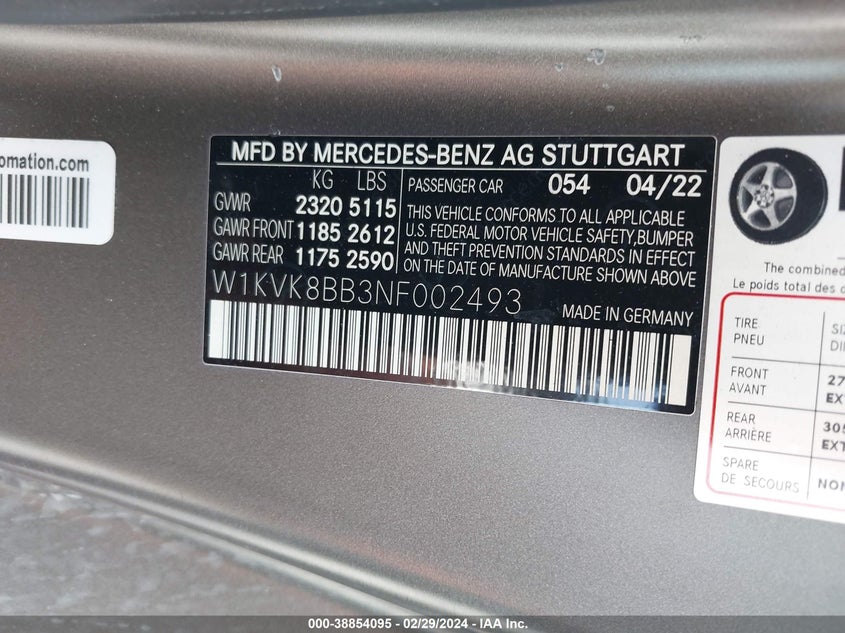 omation.com
MFD BY MERCEDES-BENZ AG STUTTGART
KG LBS
GVWR 2320 5115
GAWR FRONT 1185 2612
GAWR REAR 1175 2590
PASSENGER CAR 054 04/22
THIS VEHICLE CONFORMS TO ALL APPLICABLE
U.S. FEDERAL MOTOR VEHICLE SAFETY,BUMPER
AND THEFT PREVENTION STANDARDS IN EFFECT
ON THE DATE OF MANUFACTURE SHOWN ABOVE.
W1KVK8BB3NF002493
MADE IN GERMANY
The combined
Le poids total des
TIRE
PNEU
FRONT
AVANT
REAR
ARRIÈRE
305
EXT
SPARE
DE SECOURS
NON
000-38854095 - 02/29/2024 - IAA Inc.